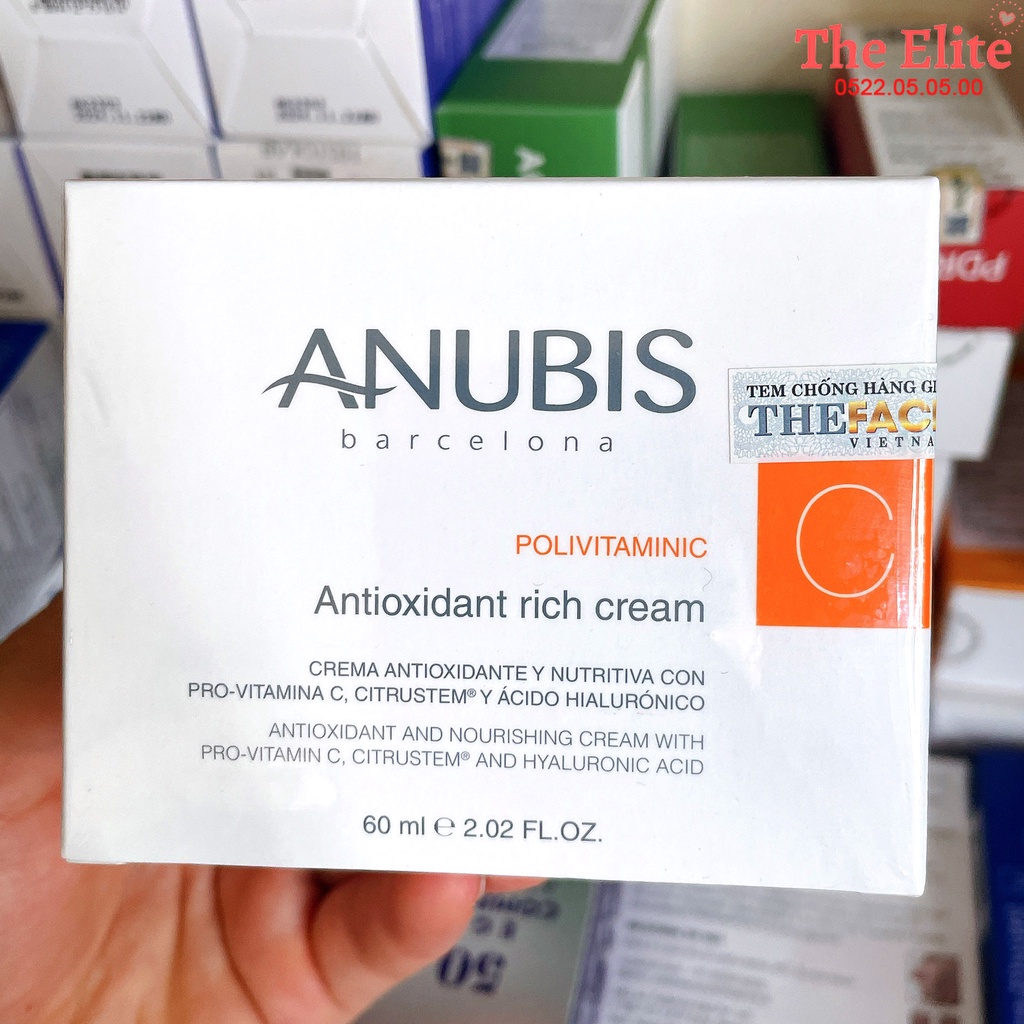 The Elite
0522.05.05.00
ANUBIS
barcelona
TEM CHỐNG HÀNG GI
THEFACE
VIETNA
C
POLIVITAMINIC
Antioxidant rich cream
CREMA ANTIOXIDANTE Y NUTRITIVA CON
PRO-VITAMINA C, CITRUSTEM® Y ÁCIDO HIALURÓNICO
ANTIOXIDANT AND NOURISHING CREAM WITH
PRO-VITAMIN C, CITRUSTEM® AND HYALURONIC ACID
60 ml ℮ 2.02 FL.OZ.
50